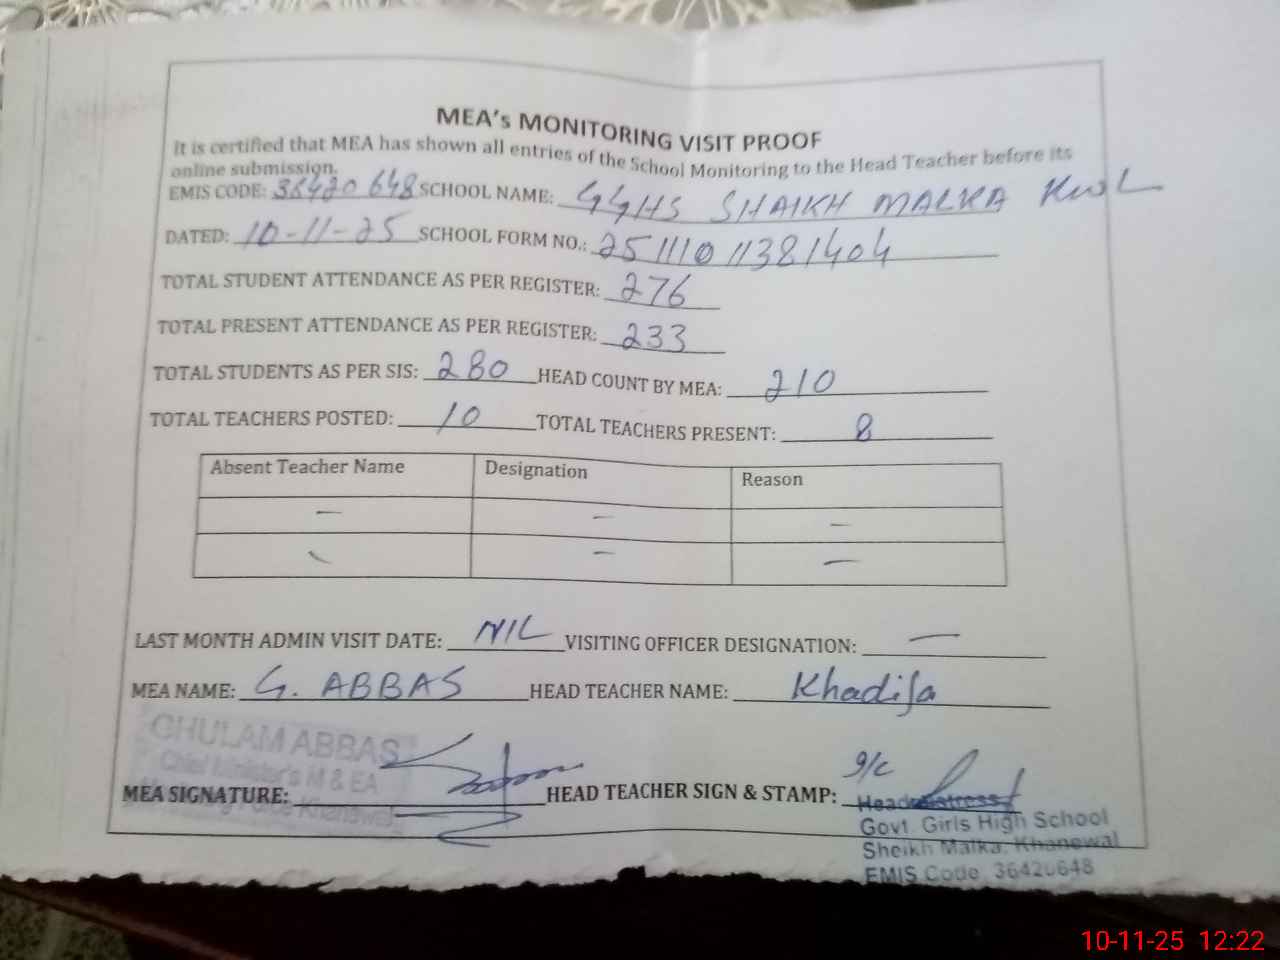 MEA's MONITORING VISIT PROOF
It is certified that MEA has shown all entries of the School Monitoring to the Head Teacher before its
online submission.
EMIS CODE: 36420648 SCHOOL NAME: GGHS SHAIKH MALKA KWL
DATED: 10-11-25 SCHOOL FORM NO.: 251110 11381404
TOTAL STUDENT ATTENDANCE AS PER REGISTER: 276
TOTAL PRESENT ATTENDANCE AS PER REGISTER: 233
TOTAL STUDENTS AS PER SIS: 280 HEAD COUNT BY MEA: 210
TOTAL TEACHERS POSTED: 10 TOTAL TEACHERS PRESENT: 8
Absent Teacher Name Designation Reason
— — —
— — —
LAST MONTH ADMIN VISIT DATE: NIL VISITING OFFICER DESIGNATION: —
MEA NAME: G. ABBAS HEAD TEACHER NAME: Khadija
GHULAM ABBAS
Chief Minister's M & EA
Khanewal
MEA SIGNATURE: HEAD TEACHER SIGN & STAMP:
Headmistress
Govt. Girls High School
Sheikh Malka, Khanewal
EMIS Code 36420648
10-11-25 12:22